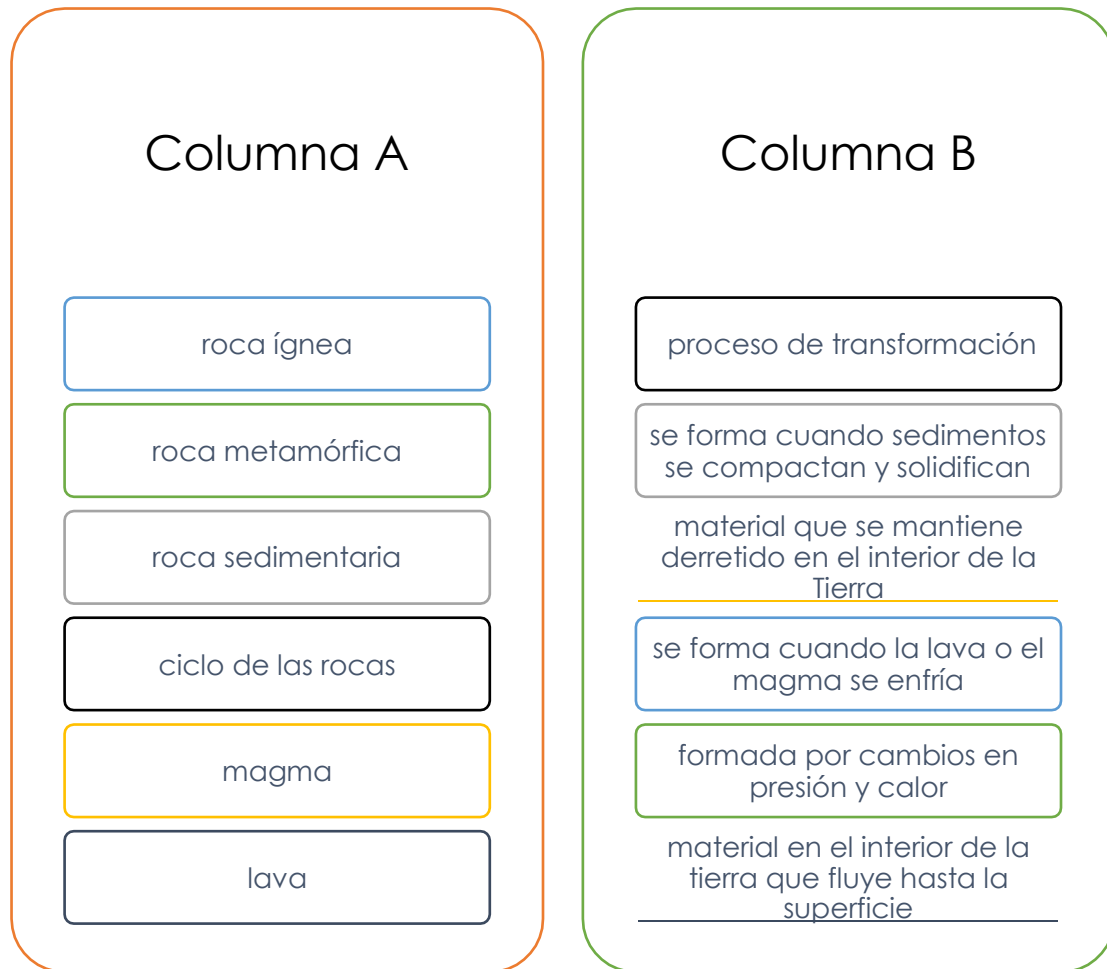 Columna A
roca ígnea
roca metamórfica
roca sedimentaria
ciclo de las rocas
magma
lava
Columna B
proceso de transformación
se forma cuando sedimentos
se compactan y solidifican
material que se mantiene
derretido en el interior de la
Tierra
se forma cuando la lava o el
magma se enfría
formada por cambios en
presión y calor
material en el interior de la
tierra que fluye hasta la
superficie